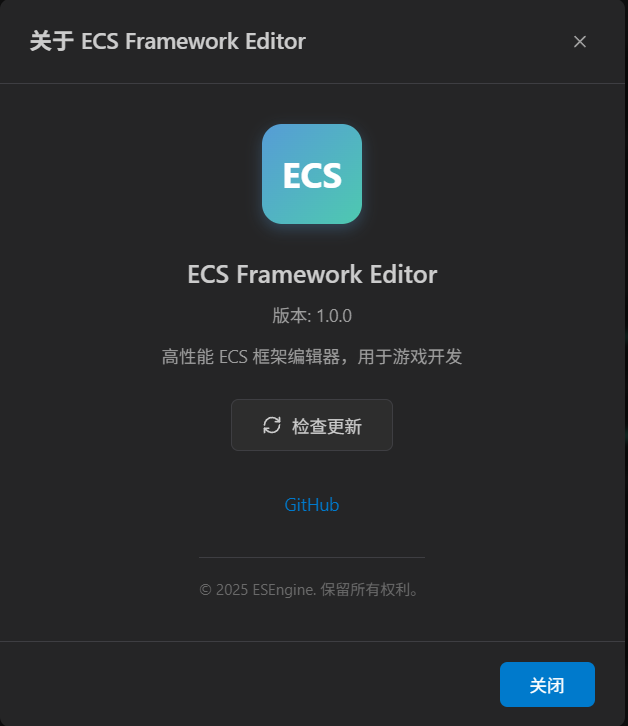 关于 ECS Framework Editor
ECS
ECS Framework Editor
版本: 1.0.0
高性能 ECS 框架编辑器，用于游戏开发
检查更新
GitHub
© 2025 ESEngine. 保留所有权利。
关闭